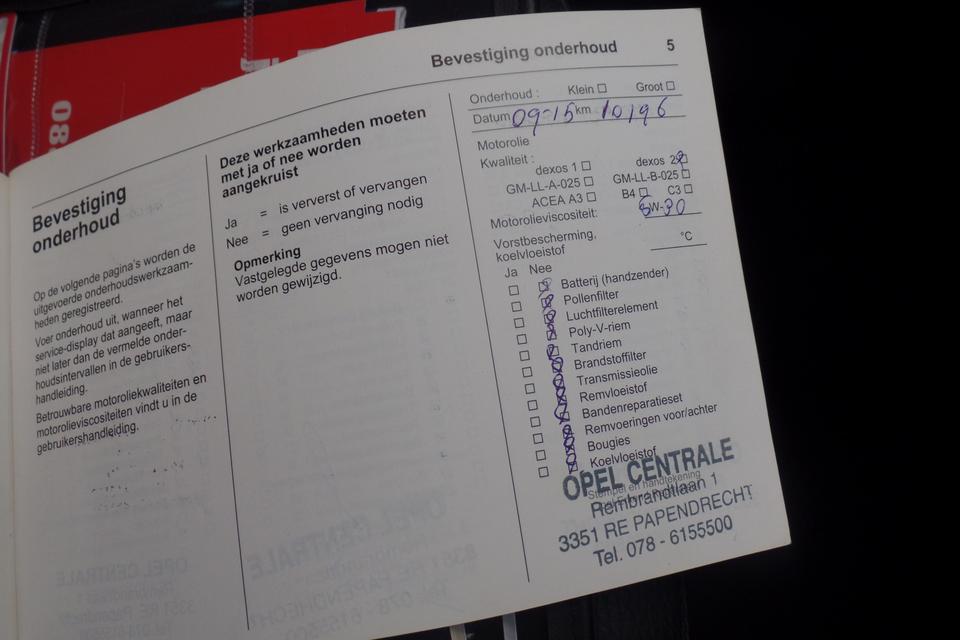 80
Bevestiging onderhoud 5
Bevestiging
onderhoud
Op de volgende pagina's worden de
uitgevoerde onderhoudswerkzaam-
heden geregistreerd.
Voer onderhoud uit, wanneer het
service-display dat aangeeft, maar
niet later dan de vermelde onder-
houdsintervallen in de gebruikers-
handleiding.
Betrouwbare motoroliekwaliteiten en
motorolieviscositeiten vindt u in de
gebruikershandleiding.
Deze werkzaamheden moeten
met ja of nee worden
aangekruist
Ja = is ververst of vervangen
Nee = geen vervanging nodig
Opmerking
Vastgelegde gegevens mogen niet
worden gewijzigd.
Onderhoud : Klein ☐ Groot ☐
Datum 09-15 km 10196
Motorolie
Kwaliteit :
dexos 1 ☐ dexos 2 ☐
GM-LL-A-025 ☐ GM-LL-B-025 ☐
ACEA A3 ☐ B4 ☐ C3 ☐
Motorolieviscositeit: 5W-30
Vorstbescherming,
koelvloeistof °C
Ja Nee
Batterij (handzender)
Pollenfilter
Luchtfilterelement
Poly-V-riem
Tandriem
Brandstoffilter
Transmissieolie
Remvloeistof
Bandenreparatieset
Remvoeringen voor/achter
Bougies
Koelvloeistof
OPEL CENTRALE
Stempel en handtekening
Rembrandtlaan 1
3351 RE PAPENDRECHT
Tel. 078 - 6155500